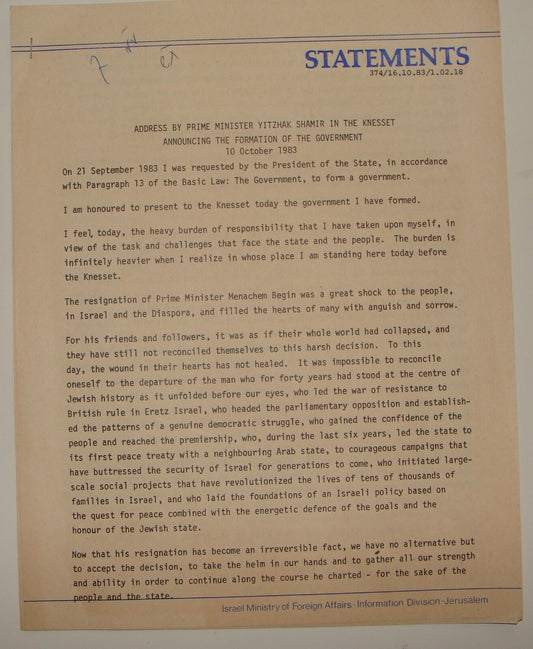 STATEMENTS
374/16.10.83/1.02.18
ADDRESS BY PRIME MINISTER YITZHAK SHAMIR IN THE KNESSET
ANNOUNCING THE FORMATION OF THE GOVERNMENT
10 October 1983
On 21 September 1983 I was requested by the President of the State, in accordance
with Paragraph 13 of the Basic Law: The Government, to form a government.
I am honoured to present to the Knesset today the government I have formed.
I feel, today, the heavy burden of responsibility that I have taken upon myself, in
view of the task and challenges that face the state and the people. The burden is
infinitely heavier when I realize in whose place I am standing here today before
the Knesset.
The resignation of Prime Minister Menachem Begin was a great shock to the people,
in Israel and the Diaspora, and filled the hearts of many with anguish and sorrow.
For his friends and followers, it was as if their whole world had collapsed, and
they have still not reconciled themselves to this harsh decision. To this
day, the wound in their hearts has not healed. It was impossible to reconcile
oneself to the departure of the man who for forty years had stood at the centre of
Jewish history as it unfolded before our eyes, who led the war of resistance to
British rule in Eretz Israel, who headed the parliamentary opposition and establish-
ed the patterns of a genuine democratic struggle, who gained the confidence of the
people and reached the premiership, who, during the last six years, led the state to
its first peace treaty with a neighbouring Arab state, to courageous campaigns that
have buttressed the security of Israel for generations to come, who initiated large-
scale social projects that have revolutionized the lives of tens of thousands of
families in Israel, and who laid the foundations of an Israeli policy based on
the quest for peace combined with the energetic defence of the goals and the
honour of the Jewish state.
Now that his resignation has become an irreversible fact, we have no alternative but
to accept the decision, to take the helm in our hands and to gather all our strength
and ability in order to continue along the course he charted - for the sake of the
people and the state.
Israel Ministry of Foreign Affairs - Information Division - Jerusalem